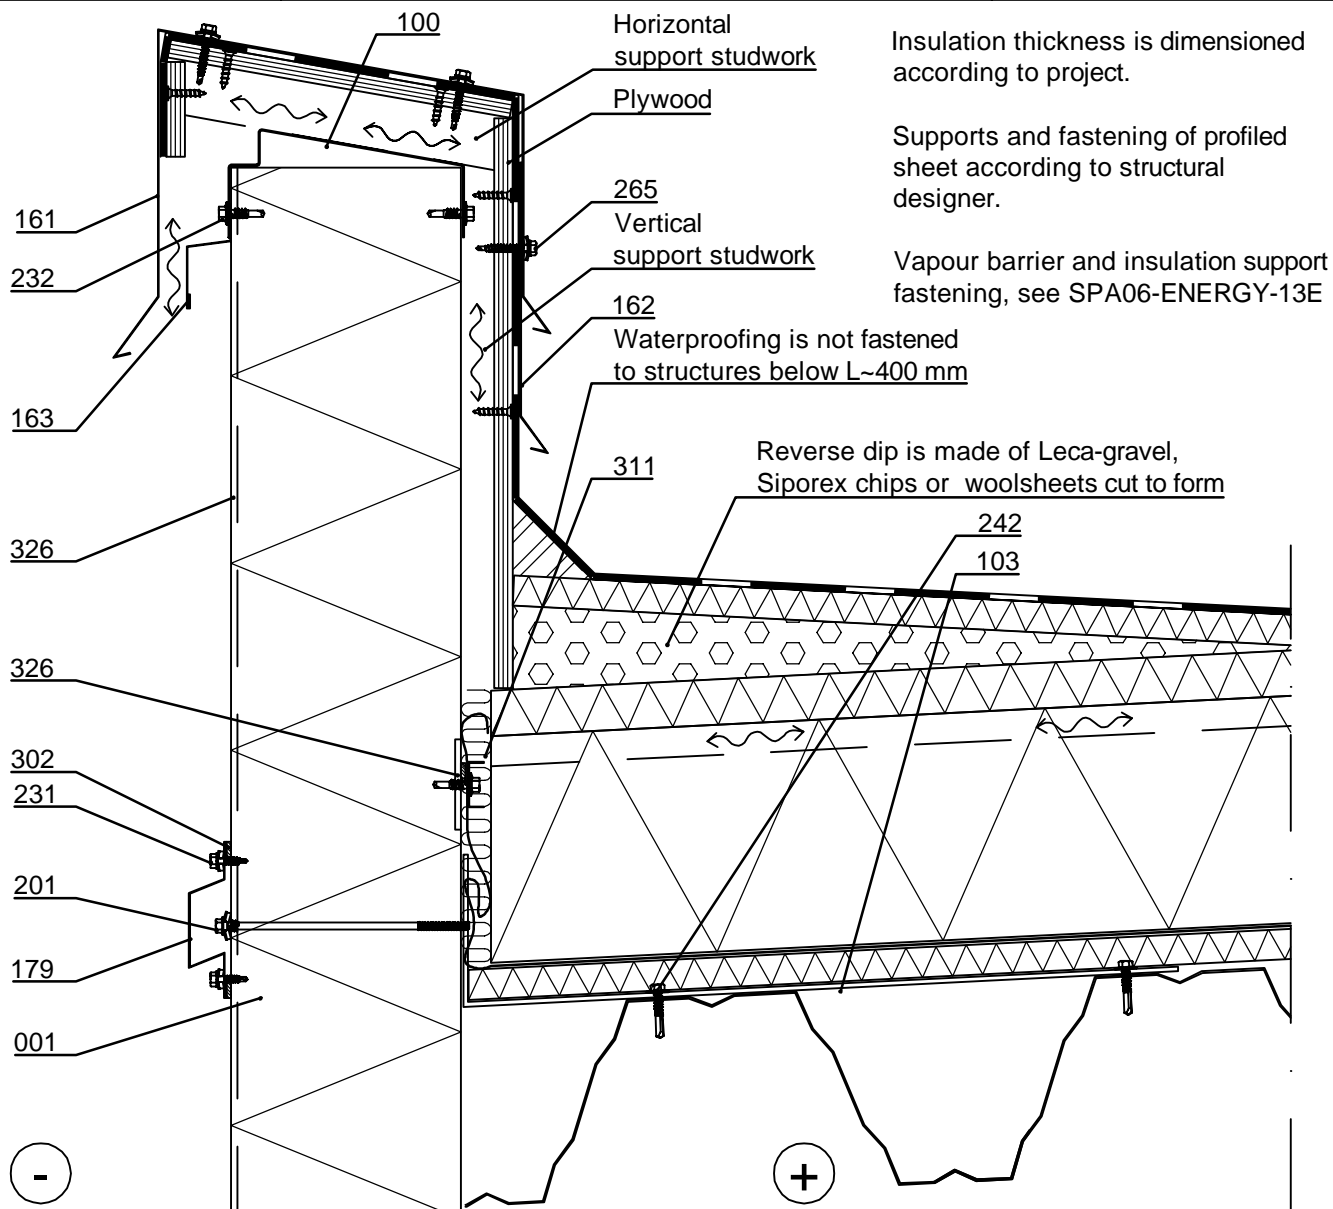 100
Horizontal
support studwork
Plywood
Insulation thickness is dimensioned
according to project.
Supports and fastening of profiled
sheet according to structural
designer.
Vapour barrier and insulation support
fastening, see SPA06-ENERGY-13E
161
232
163
265
Vertical
support studwork
162
Waterproofing is not fastened
to structures below L~400 mm
311
Reverse dip is made of Leca-gravel,
Siporex chips or woolsheets cut to form
242
103
326
326
302
231
201
179
001
-
+